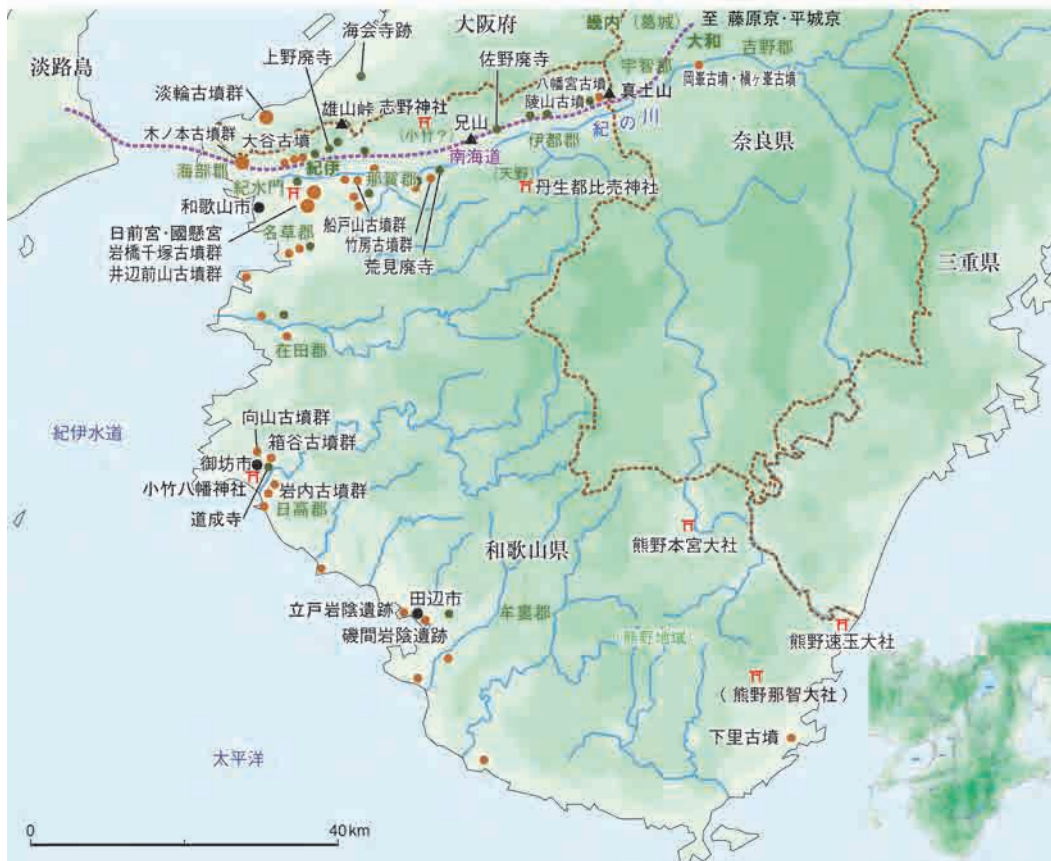 海会寺跡
大阪府
畿内（葛城）
至 藤原京・平城京
大和
吉野郡
上野廃寺
佐野廃寺
宇智郡
淡路島
淡輪古墳群
雄山峠
志野神社
八幡宮古墳
真土山
岡峯古墳・槇ヶ峯古墳
陵山古墳
木ノ本古墳群
大谷古墳
（小竹？）
兄山
伊都郡
紀の川
奈良県
海部郡
紀伊
南海道
紀水門
那賀郡
（天野）
丹生都比売神社
和歌山市
船戸山古墳群
竹房古墳群
荒見廃寺
日前宮・國懸宮
岩橋千塚古墳群
井辺前山古墳群
名草郡
三重県
在田郡
紀伊水道
向山古墳群
箱谷古墳群
御坊市
小竹八幡神社
岩内古墳群
日高郡
道成寺
熊野本宮大社
和歌山県
立戸岩陰遺跡
田辺市
磯間岩陰遺跡
牟婁郡
熊野地域
熊野速玉大社
（熊野那智大社）
下里古墳
太平洋
0
40km